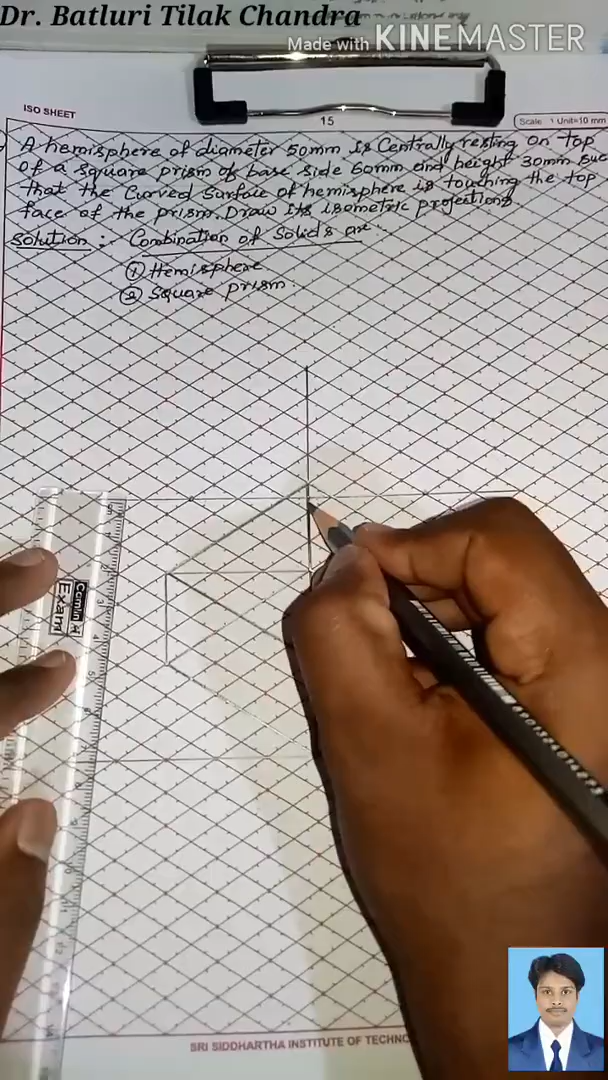 Dr. Batluri Tilak Chandra
Made with KINEMASTER
ISO SHEET
15
Scale 1 Unit=10 mm
A hemisphere of diameter 50mm is Centrally resting on top
of a square prism of base side 60mm and height 30mm suc
that the Curved Surface of hemisphere is touching the top
face of the prism. Draw its isometric projections.
Solution :- Combination of Solids are:
① Hemisphere
② Square prism.
Camlin
Exam
SRI SIDDHARTHA INSTITUTE OF TECHNO